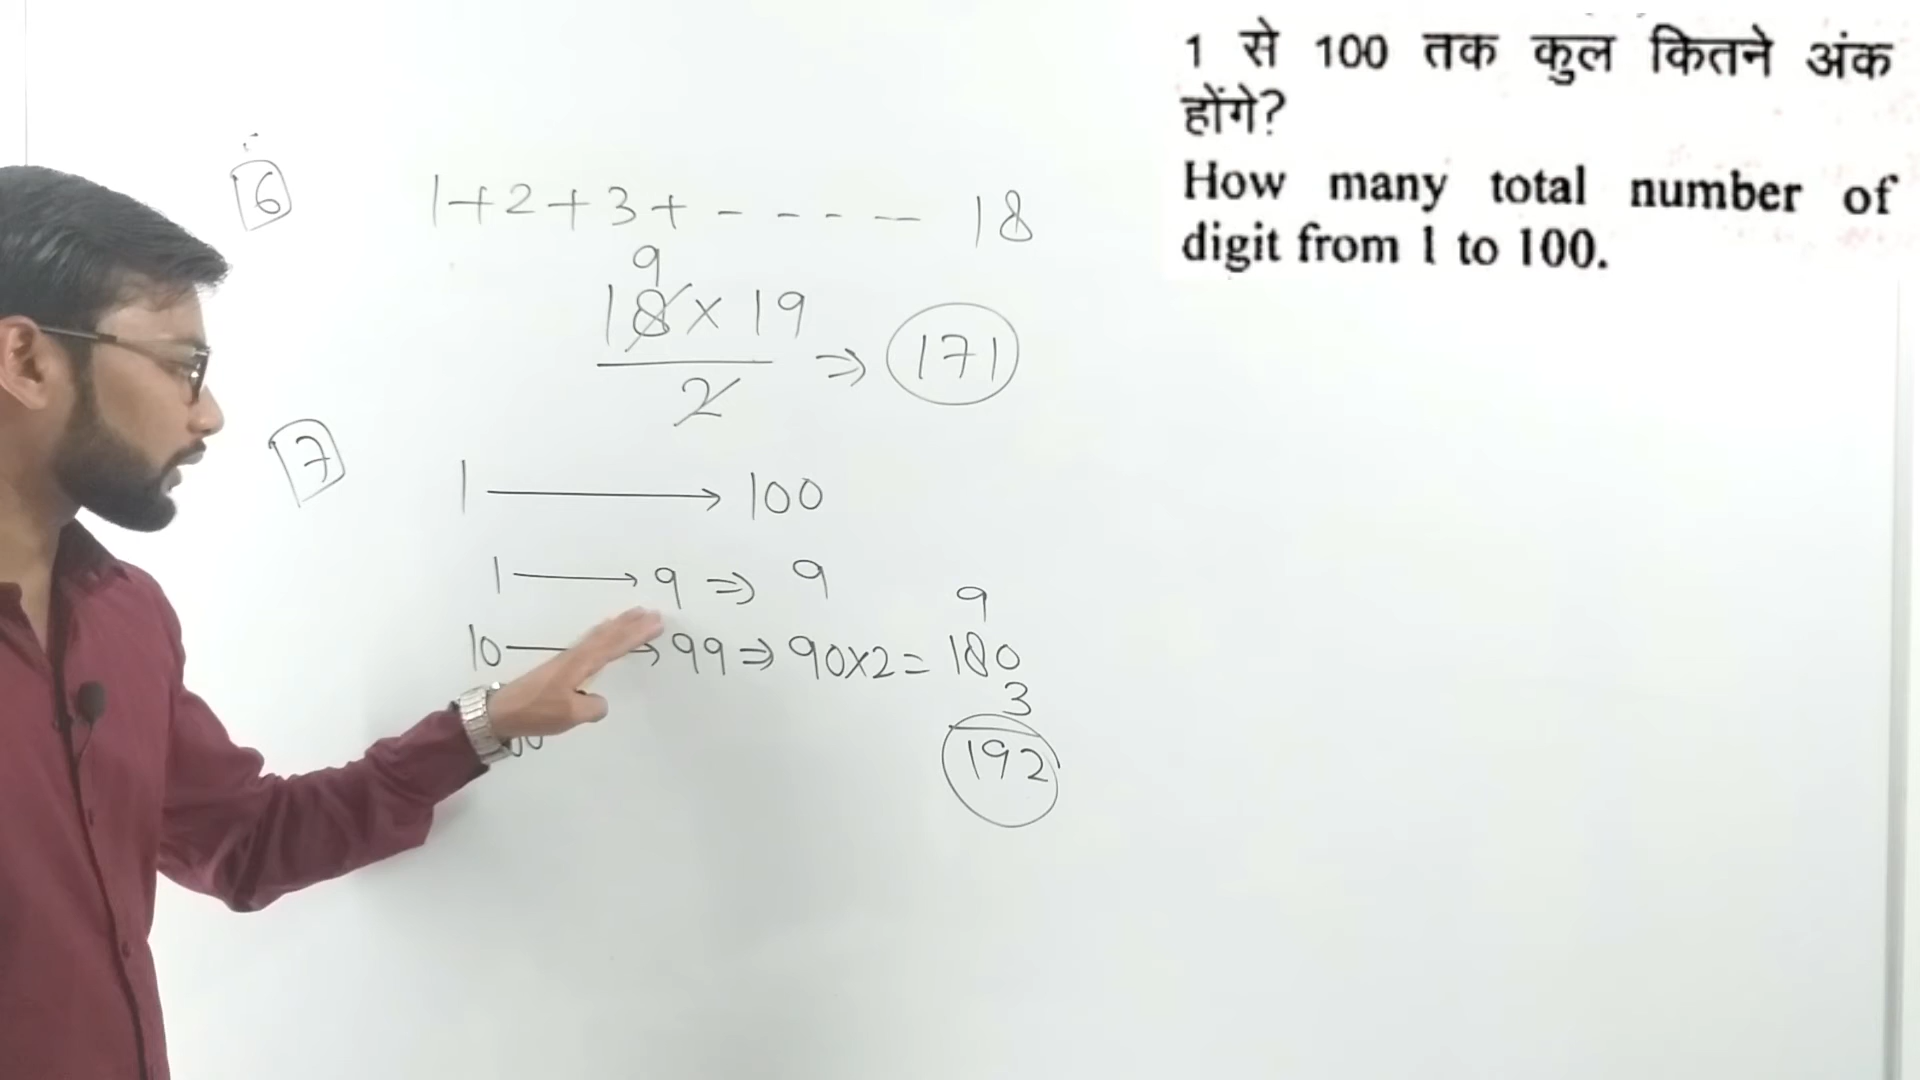 1 से 100 तक कुल कितने अंक
होंगे?
How many total number of
digit from 1 to 100.
6
1+2+3+ - - - - 18
9
18 × 19
2
⇒ 171
7
1 → 100
1 → 9 ⇒ 9
9
10 → 99 ⇒ 90×2 = 180
3
192